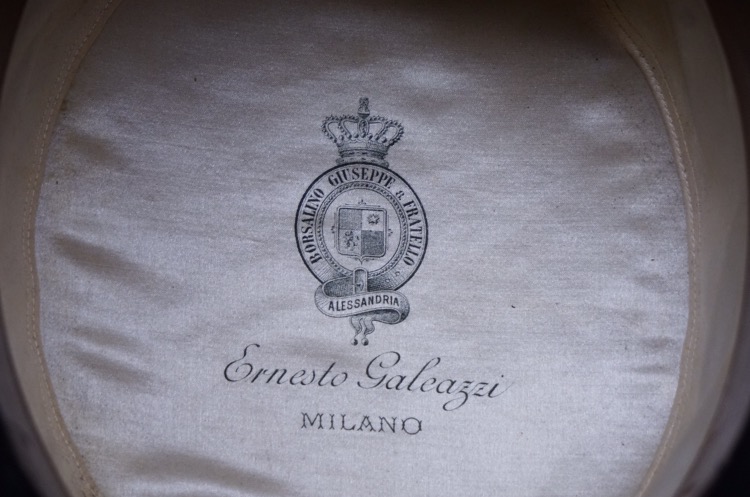 BORSALINO GIUSEPPE & FRATELLO
ALESSANDRIA
Ernesto Galeazzi
MILANO